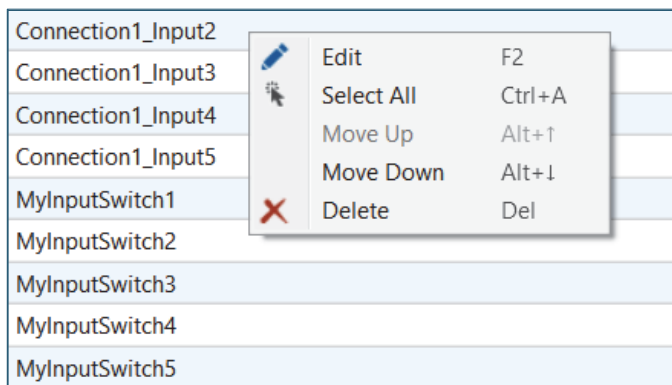 Connection1_Input2
Connection1_Input3
Connection1_Input4
Connection1_Input5
MyInputSwitch1
MyInputSwitch2
MyInputSwitch3
MyInputSwitch4
MyInputSwitch5
Edit F2
Select All Ctrl+A
Move Up Alt+↑
Move Down Alt+↓
Delete Del